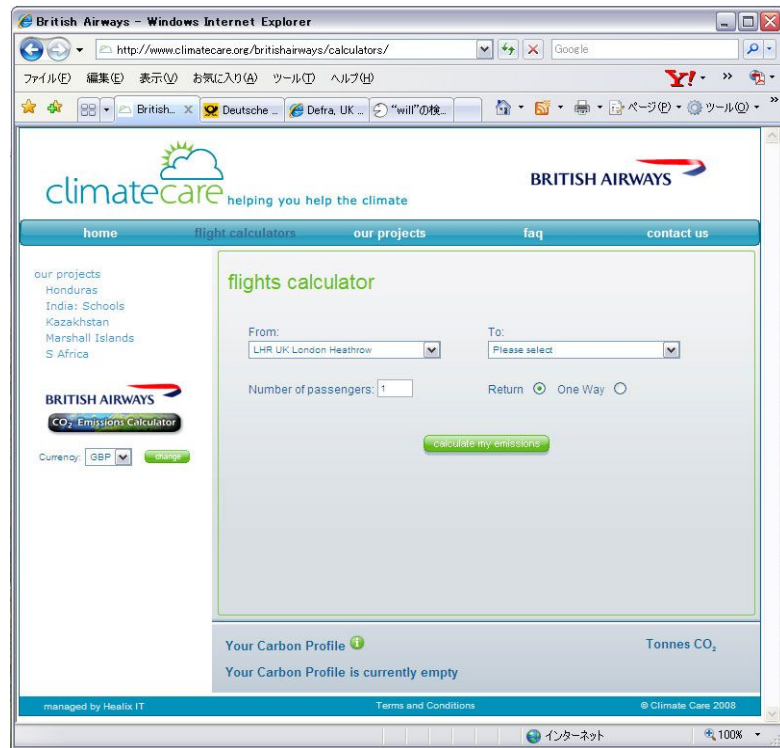 British Airways - Windows Internet Explorer
http://www.climatecare.org/britishairways/calculators/
Google
ファイル(F) 編集(E) 表示(V) お気に入り(A) ツール(T) ヘルプ(H)
Y! »
British... Deutsche ... Defra, UK ... "will"の検... ページ(P) ツール(O) »
climatecare helping you help the climate
BRITISH AIRWAYS
home flight calculators our projects faq contact us
our projects
Honduras
India: Schools
Kazakhstan
Marshall Islands
S Africa
BRITISH AIRWAYS
CO₂ Emissions Calculator
Currency: GBP change
flights calculator
From: To:
LHR UK London Heathrow Please select
Number of passengers: 1 Return One Way
calculate my emissions
Your Carbon Profile i Tonnes CO₂
Your Carbon Profile is currently empty
managed by Healix IT Terms and Conditions © Climate Care 2008
インターネット 100%